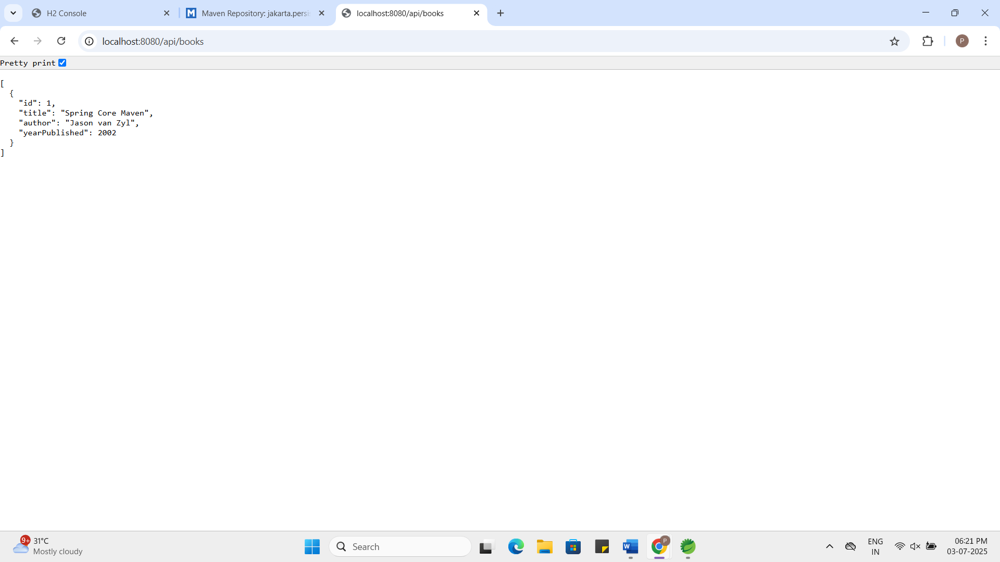 H2 Console
Maven Repository: jakarta.persi
localhost:8080/api/books
localhost:8080/api/books
P
Pretty print
[
  {
    "id": 1,
    "title": "Spring Core Maven",
    "author": "Jason van Zyl",
    "yearPublished": 2002
  }
]
9+
31°C
Mostly cloudy
Search
P
ENG
IN
06:21 PM
03-07-2025